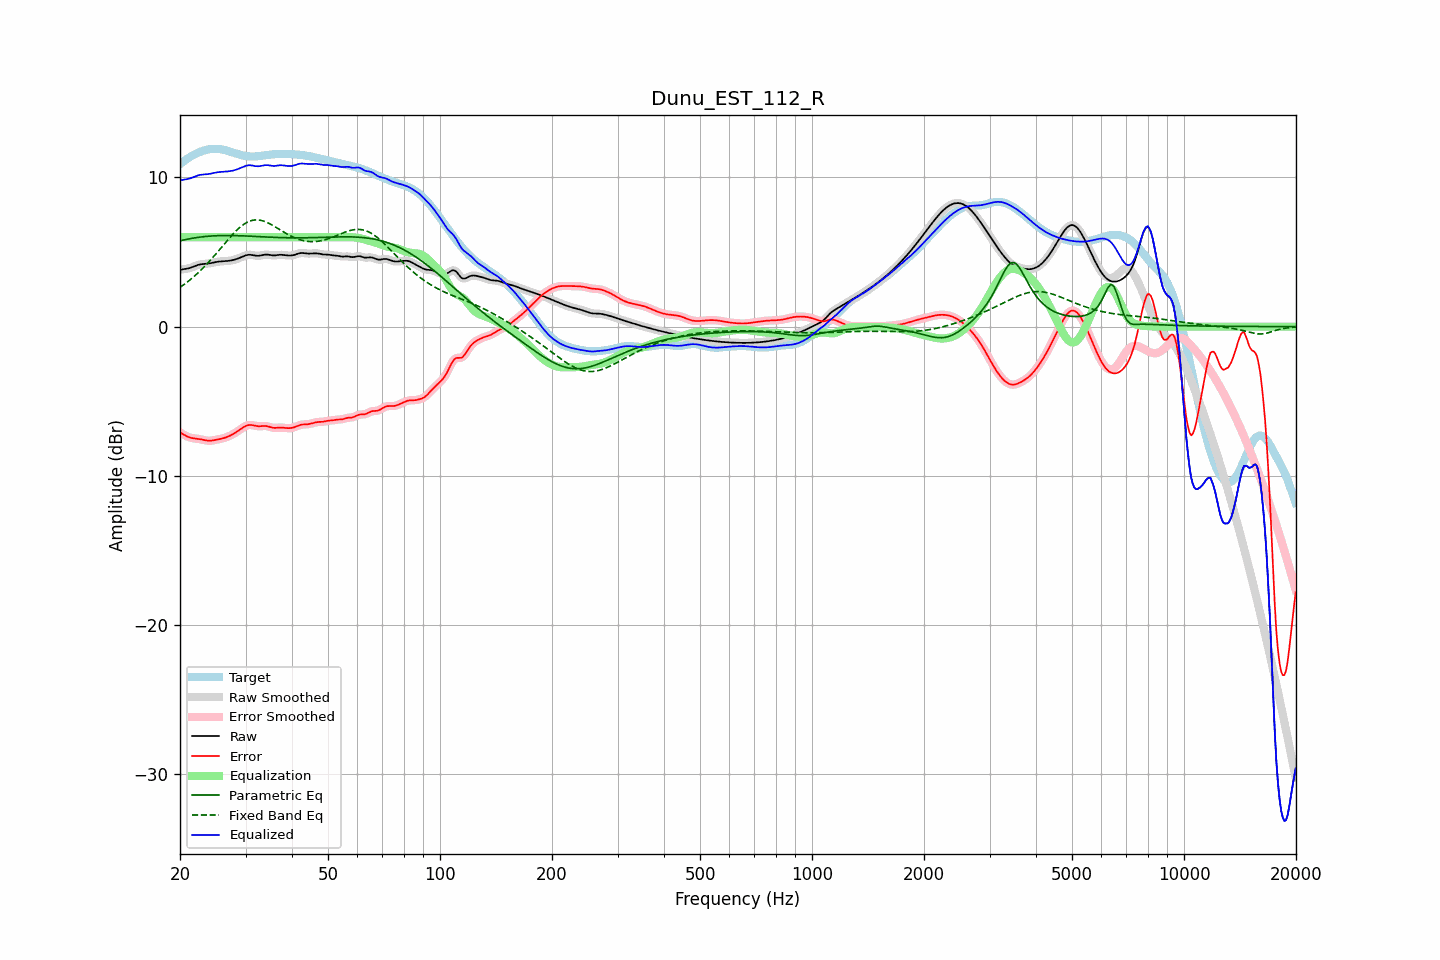 Dunu_EST_112_R
Amplitude (dBr)
10
0
−10
−20
−30
Target
Raw Smoothed
Error Smoothed
Raw
Error
Equalization
Parametric Eq
Fixed Band Eq
Equalized
20 50 100 200 500 1000 2000 5000 10000 20000
Frequency (Hz)